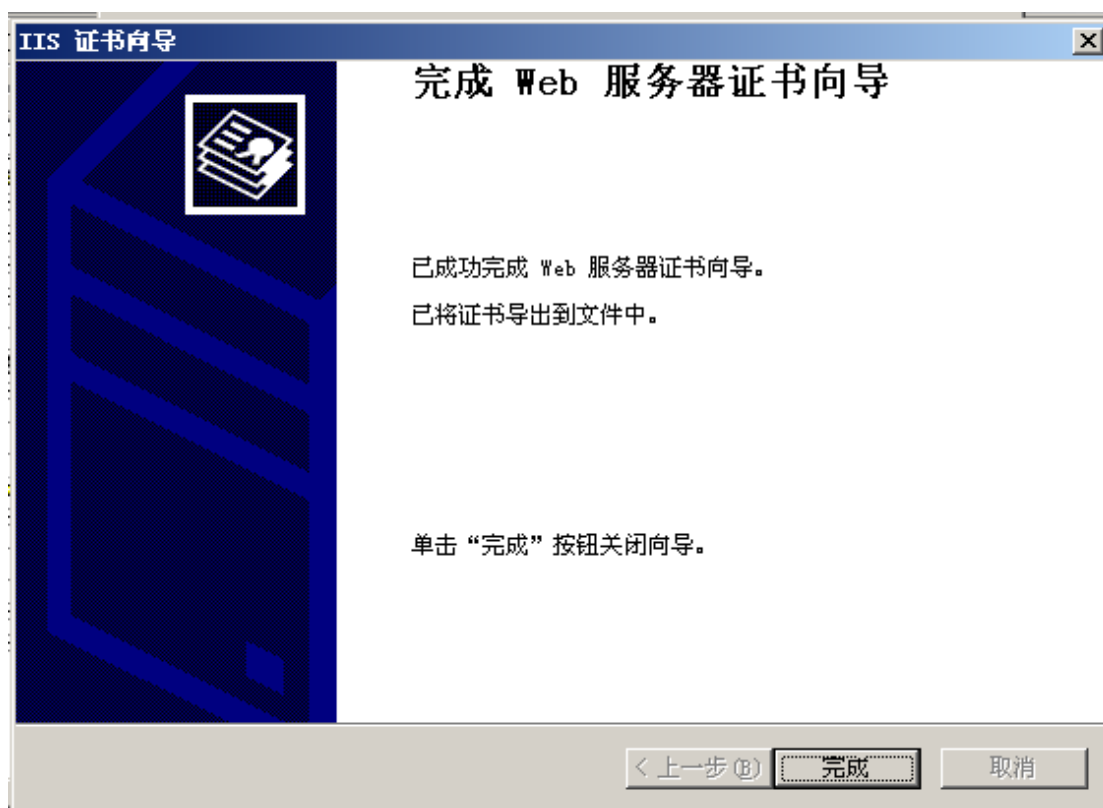 IIS 证书向导
完成 Web 服务器证书向导
已成功完成 Web 服务器证书向导。
已将证书导出到文件中。
单击“完成”按钮关闭向导。
< 上一步(B) 完成 取消